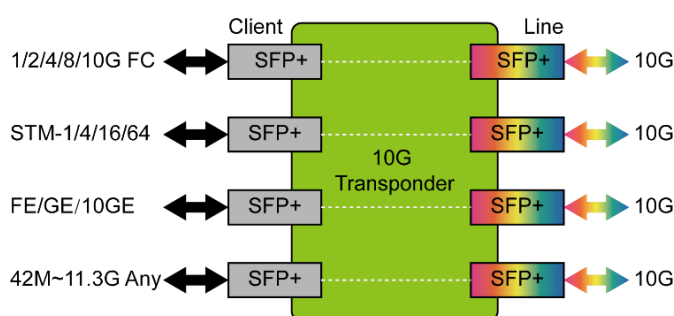 Client
Line
1/2/4/8/10G FC
SFP+
SFP+
10G
STM-1/4/16/64
SFP+
SFP+
10G
10G
Transponder
FE/GE/10GE
SFP+
SFP+
10G
42M~11.3G Any
SFP+
SFP+
10G